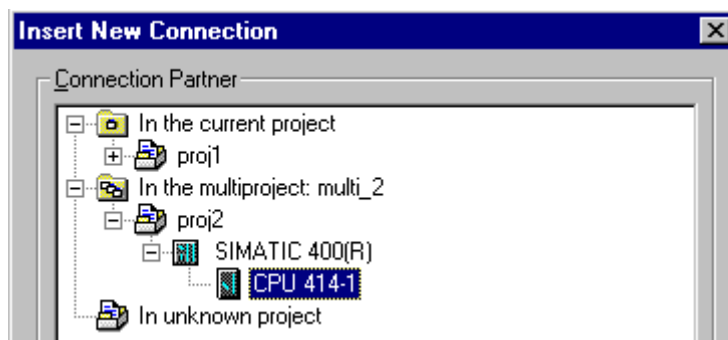 Insert New Connection
Connection Partner
In the current project
proj1
In the multiproject: multi_2
proj2
SIMATIC 400(R)
CPU 414-1
In unknown project